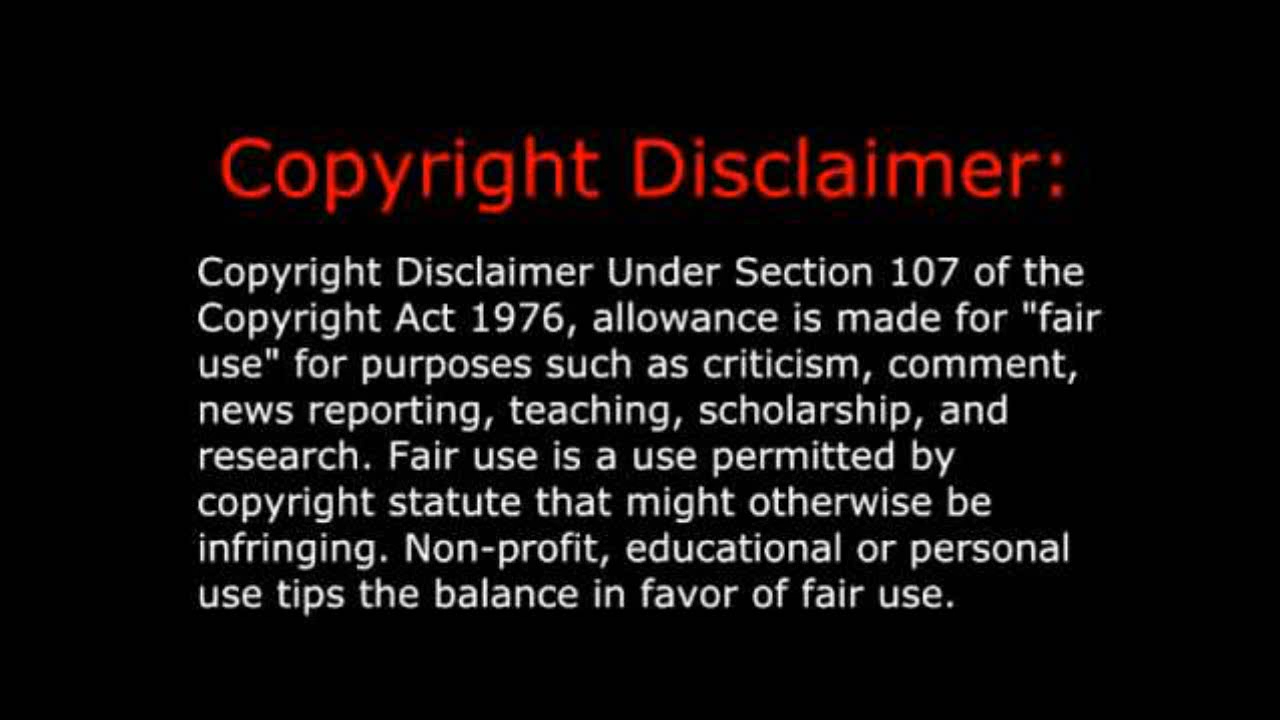 Copyright Disclaimer:
Copyright Disclaimer Under Section 107 of the
Copyright Act 1976, allowance is made for "fair
use" for purposes such as criticism, comment,
news reporting, teaching, scholarship, and
research. Fair use is a use permitted by
copyright statute that might otherwise be
infringing. Non-profit, educational or personal
use tips the balance in favor of fair use.